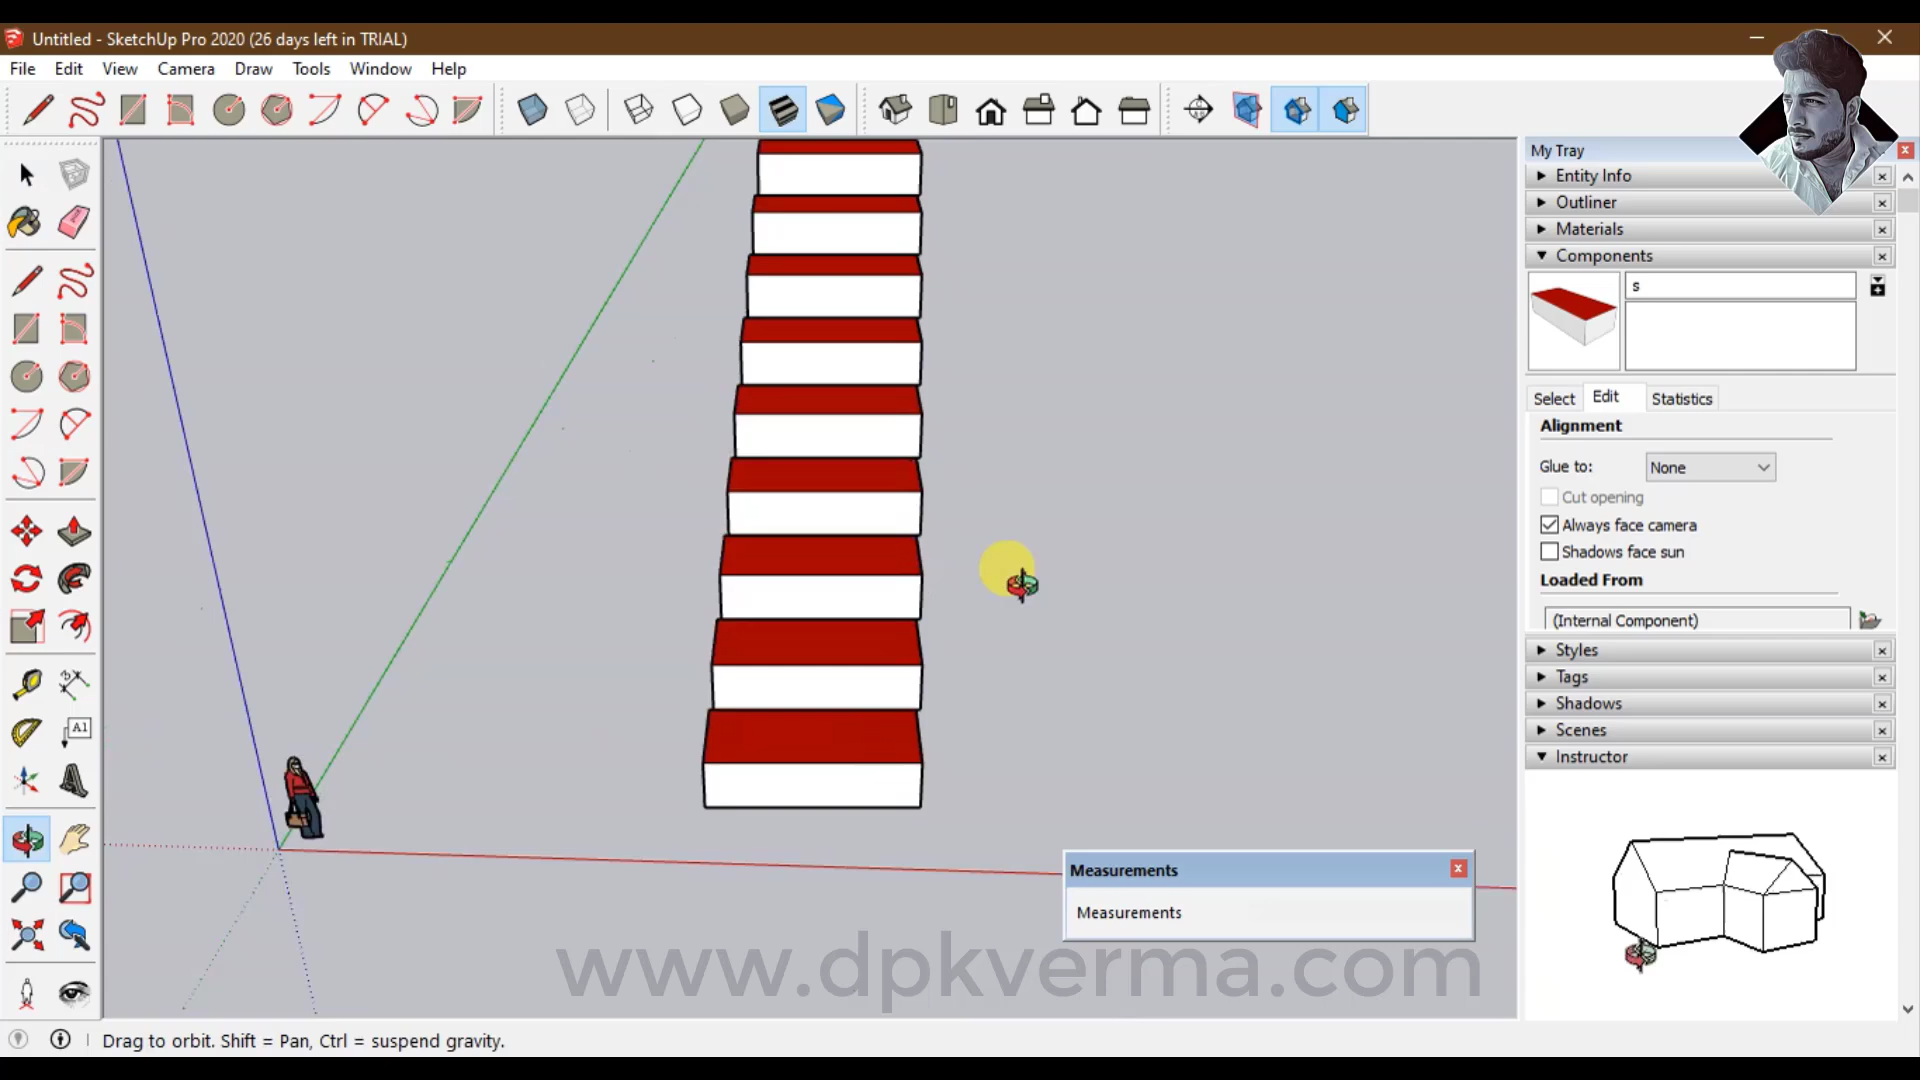 Untitled - SketchUp Pro 2020 (26 days left in TRIAL)
File Edit View Camera Draw Tools Window Help
My Tray
Entity Info
Outliner
Materials
Components
s
Select Edit Statistics
Alignment
Glue to: None
Cut opening
Always face camera
Shadows face sun
Loaded From
(Internal Component)
Styles
Tags
Shadows
Scenes
Instructor
A1
Measurements
Measurements
www.dpkverma.com
Drag to orbit. Shift = Pan, Ctrl = suspend gravity.